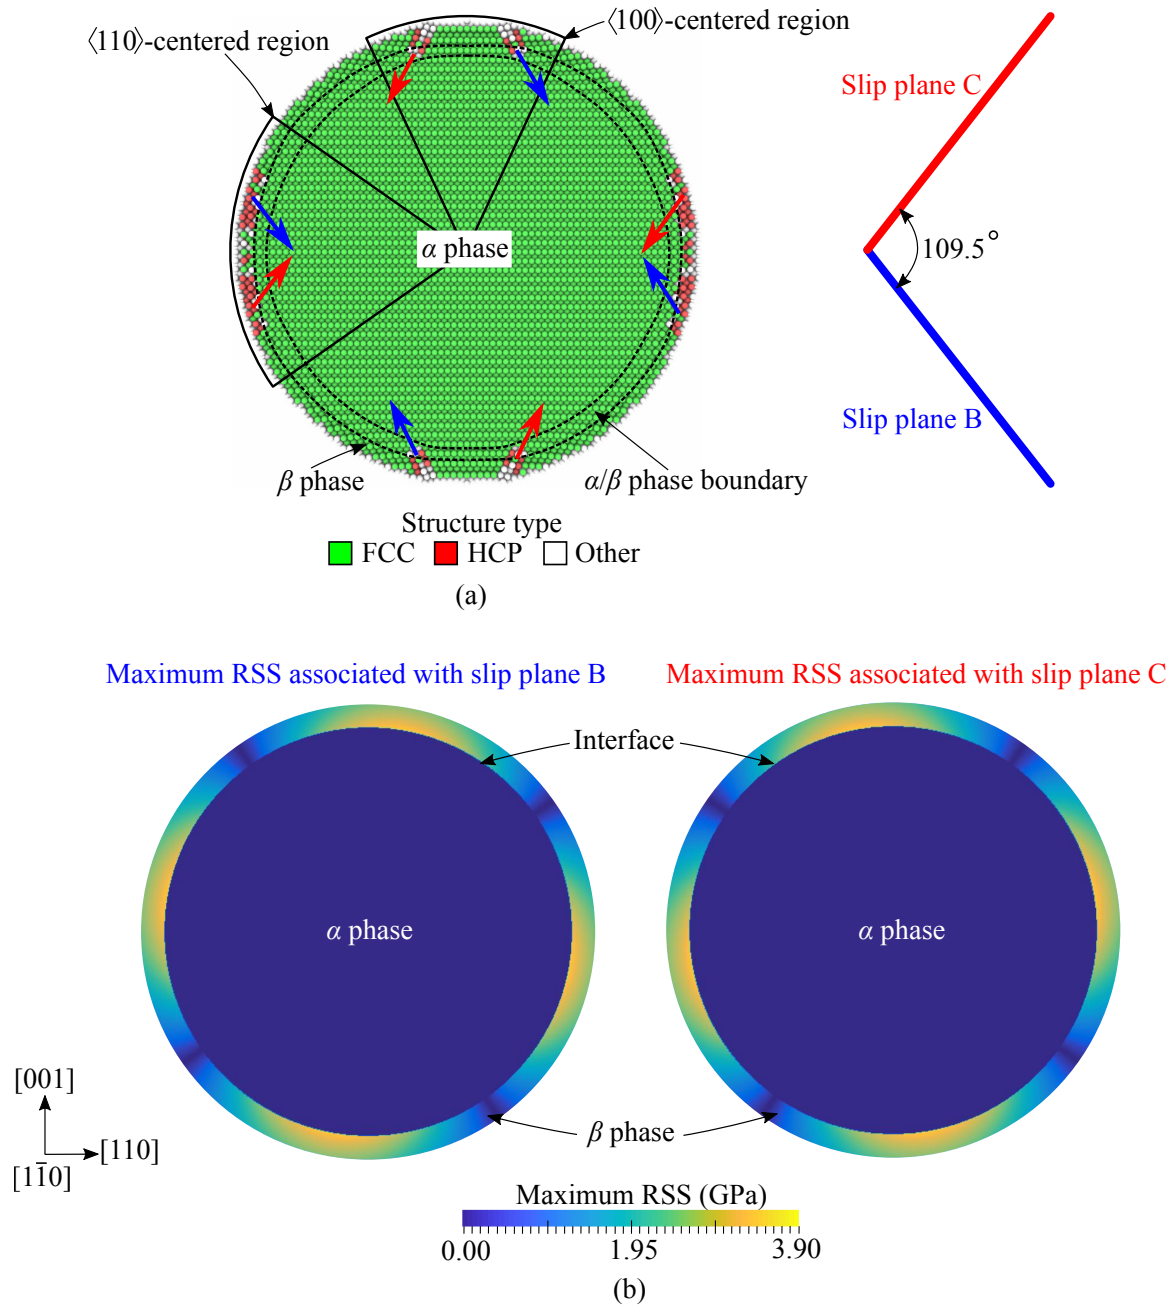 ⟨110⟩-centered region
⟨100⟩-centered region
α phase
β phase
α/β phase boundary
Slip plane C
109.5°
Slip plane B
Structure type
FCC HCP Other
(a)
Maximum RSS associated with slip plane B
Maximum RSS associated with slip plane C
Interface
α phase
α phase
β phase
[001]
[110]
[11̄0]
Maximum RSS (GPa)
0.00 1.95 3.90
(b)